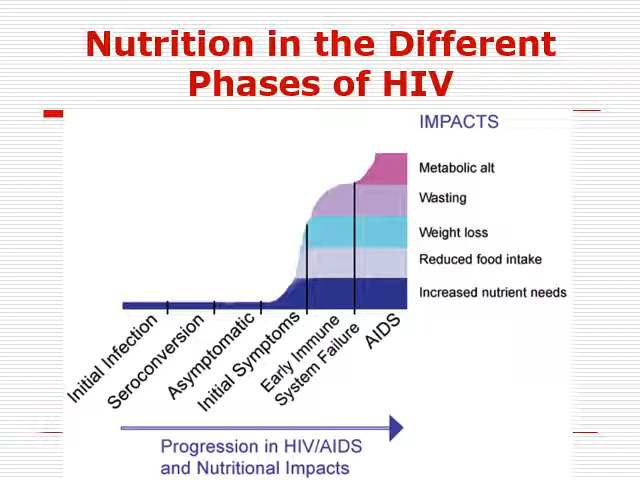 Nutrition in the Different
Phases of HIV
IMPACTS
Metabolic alt
Wasting
Weight loss
Reduced food intake
Increased nutrient needs
Initial Infection
Seroconversion
Asymptomatic
Initial Symptoms
Early Immune
System Failure
AIDS
Progression in HIV/AIDS
and Nutritional Impacts